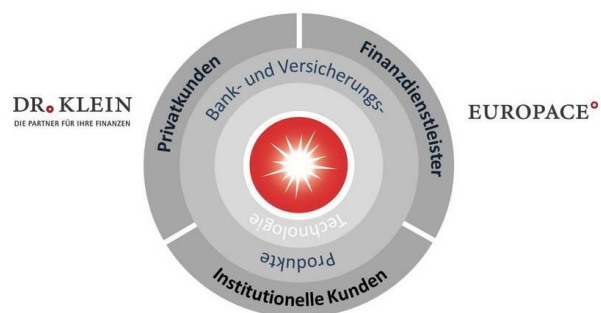 DR. KLEIN
DIE PARTNER FÜR IHRE FINANZEN
Privatkunden
Finanzdienstleister
Bank- und Versicherungs-
Technologie
Produkte
Institutionelle Kunden
EUROPACE